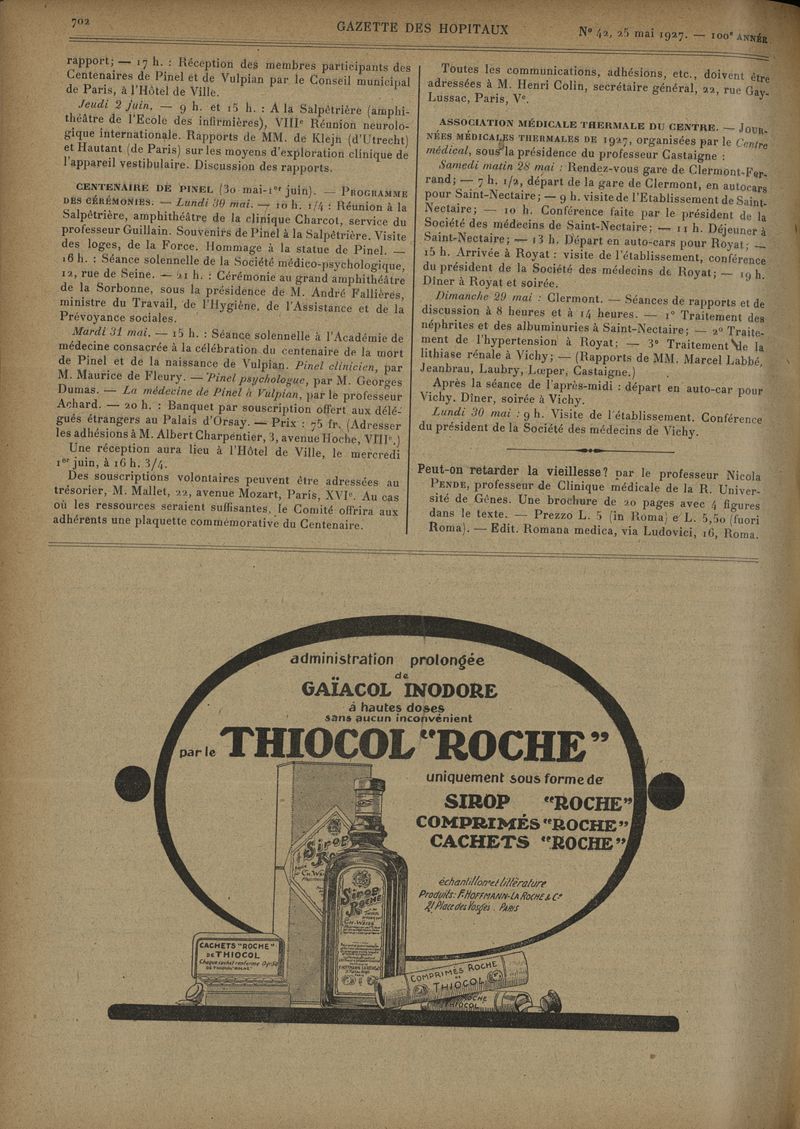 702
GAZETTE DES HOPITAUX
N° 42, 25 mai 1927. — 100e ANNÉE
rapport; — 17 h. : Réception des membres participants des
Centenaires de Pinel et de Vulpian par le Conseil municipal
de Paris, à l'Hôtel de Ville.
Jeudi 2 juin. — 9 h. et 15 h. : A la Salpêtrière (amphi-
théâtre de l'Ecole des infirmières), VIIIe Réunion neurolo-
gique internationale. Rapports de MM. de Klejn (d'Utrecht)
et Hautant (de Paris) sur les moyens d'exploration clinique de
l'appareil vestibulaire. Discussion des rapports.
CENTENAIRE DE PINEL (30 mai-1er juin). — PROGRAMME
DES CÉRÉMONIES. — Lundi 30 mai. — 10 h. 1/4 : Réunion à la
Salpêtrière, amphithéâtre de la clinique Charcot, service du
professeur Guillain. Souvenirs de Pinel à la Salpêtrière. Visite
des loges, de la Force. Hommage à la statue de Pinel. —
16 h. : Séance solennelle de la Société médico-psychologique,
12, rue de Seine. — 21 h. : Cérémonie au grand amphithéâtre
de la Sorbonne, sous la présidence de M. André Fallières,
ministre du Travail, de l'Hygiène, de l'Assistance et de la
Prévoyance sociales.
Mardi 31 mai. — 15 h. : Séance solennelle à l'Académie de
médecine consacrée à la célébration du centenaire de la mort
de Pinel et de la naissance de Vulpian. Pinel clinicien, par
M. Maurice de Fleury. — Pinel psychologue, par M. Georges
Dumas. — La médecine de Pinel à Vulpian, par le professeur
Achard. — 20 h. : Banquet par souscription offert aux délé-
gués étrangers au Palais d'Orsay. — Prix : 75 fr. (Adresser
les adhésions à M. Albert Charpentier, 3, avenue Hoche, VIIIe.)
Une réception aura lieu à l'Hôtel de Ville, le mercredi
1er juin, à 16 h. 3/4.
Des souscriptions volontaires peuvent être adressées au
trésorier, M. Mallet, 22, avenue Mozart, Paris, XVIe. Au cas
où les ressources seraient suffisantes, le Comité offrira aux
adhérents une plaquette commémorative du Centenaire.
Toutes les communications, adhésions, etc., doivent être
adressées à M. Henri Colin, secrétaire général, 22, rue Gay-
Lussac, Paris, Ve.
ASSOCIATION MÉDICALE THERMALE DU CENTRE. — JOUR-
NÉES MÉDICALES THERMALES DE 1927, organisées par le Centre
médical, sous la présidence du professeur Castaigne :
Samedi matin 28 mai : Rendez-vous gare de Clermont-Fer-
rand; — 7 h. 1/2, départ de la gare de Clermont, en autocars
pour Saint-Nectaire; — 9 h. visite de l'Etablissement de Saint-
Nectaire; — 10 h. Conférence faite par le président de la
Société des médecins de Saint-Nectaire; — 11 h. Déjeuner à
Saint-Nectaire; — 13 h. Départ en auto-cars pour Royat; —
15 h. Arrivée à Royat : visite de l'établissement, conférence
du président de la Société des médecins de Royat; — 19 h.
Dîner à Royat et soirée.
Dimanche 29 mai : Clermont. — Séances de rapports et de
discussion à 8 heures et à 14 heures. — 1° Traitement des
néphrites et des albuminuries à Saint-Nectaire; — 2° Traite-
ment de l'hypertension à Royat; — 3° Traitement de la
lithiase rénale à Vichy; — (Rapports de MM. Marcel Labbé,
Jeanbrau, Laubry, Lœper, Castaigne.)
Après la séance de l'après-midi : départ en auto-car pour
Vichy. Dîner, soirée à Vichy.
Lundi 30 mai : 9 h. Visite de l'établissement. Conférence
du président de la Société des médecins de Vichy.
Peut-on retarder la vieillesse? par le professeur Nicola
PENDE, professeur de Clinique médicale de la R. Univer-
sité de Gênes. Une brochure de 20 pages avec 4 figures
dans le texte. — Prezzo L. 5 (in Roma) e L. 5,50 (fuori
Roma). — Edit. Romana medica, via Ludovici, 16, Roma.
administration prolongée
de
GAÏACOL INODORE
à hautes doses
sans aucun inconvénient
par le THIOCOL "ROCHE"
uniquement sous forme de
SIROP "ROCHE"
COMPRIMÉS "ROCHE"
CACHETS "ROCHE"
échantillon et littérature
Produits: F. HOFFMANN-LA ROCHE & Cie
21 Place des Vosges. PARIS
Sirop
Sirop
ROCHE
CACHETS "ROCHE"
DE THIOCOL
COMPRIMÉS ROCHE
THIOCOL
ROCHE
THIOCOL